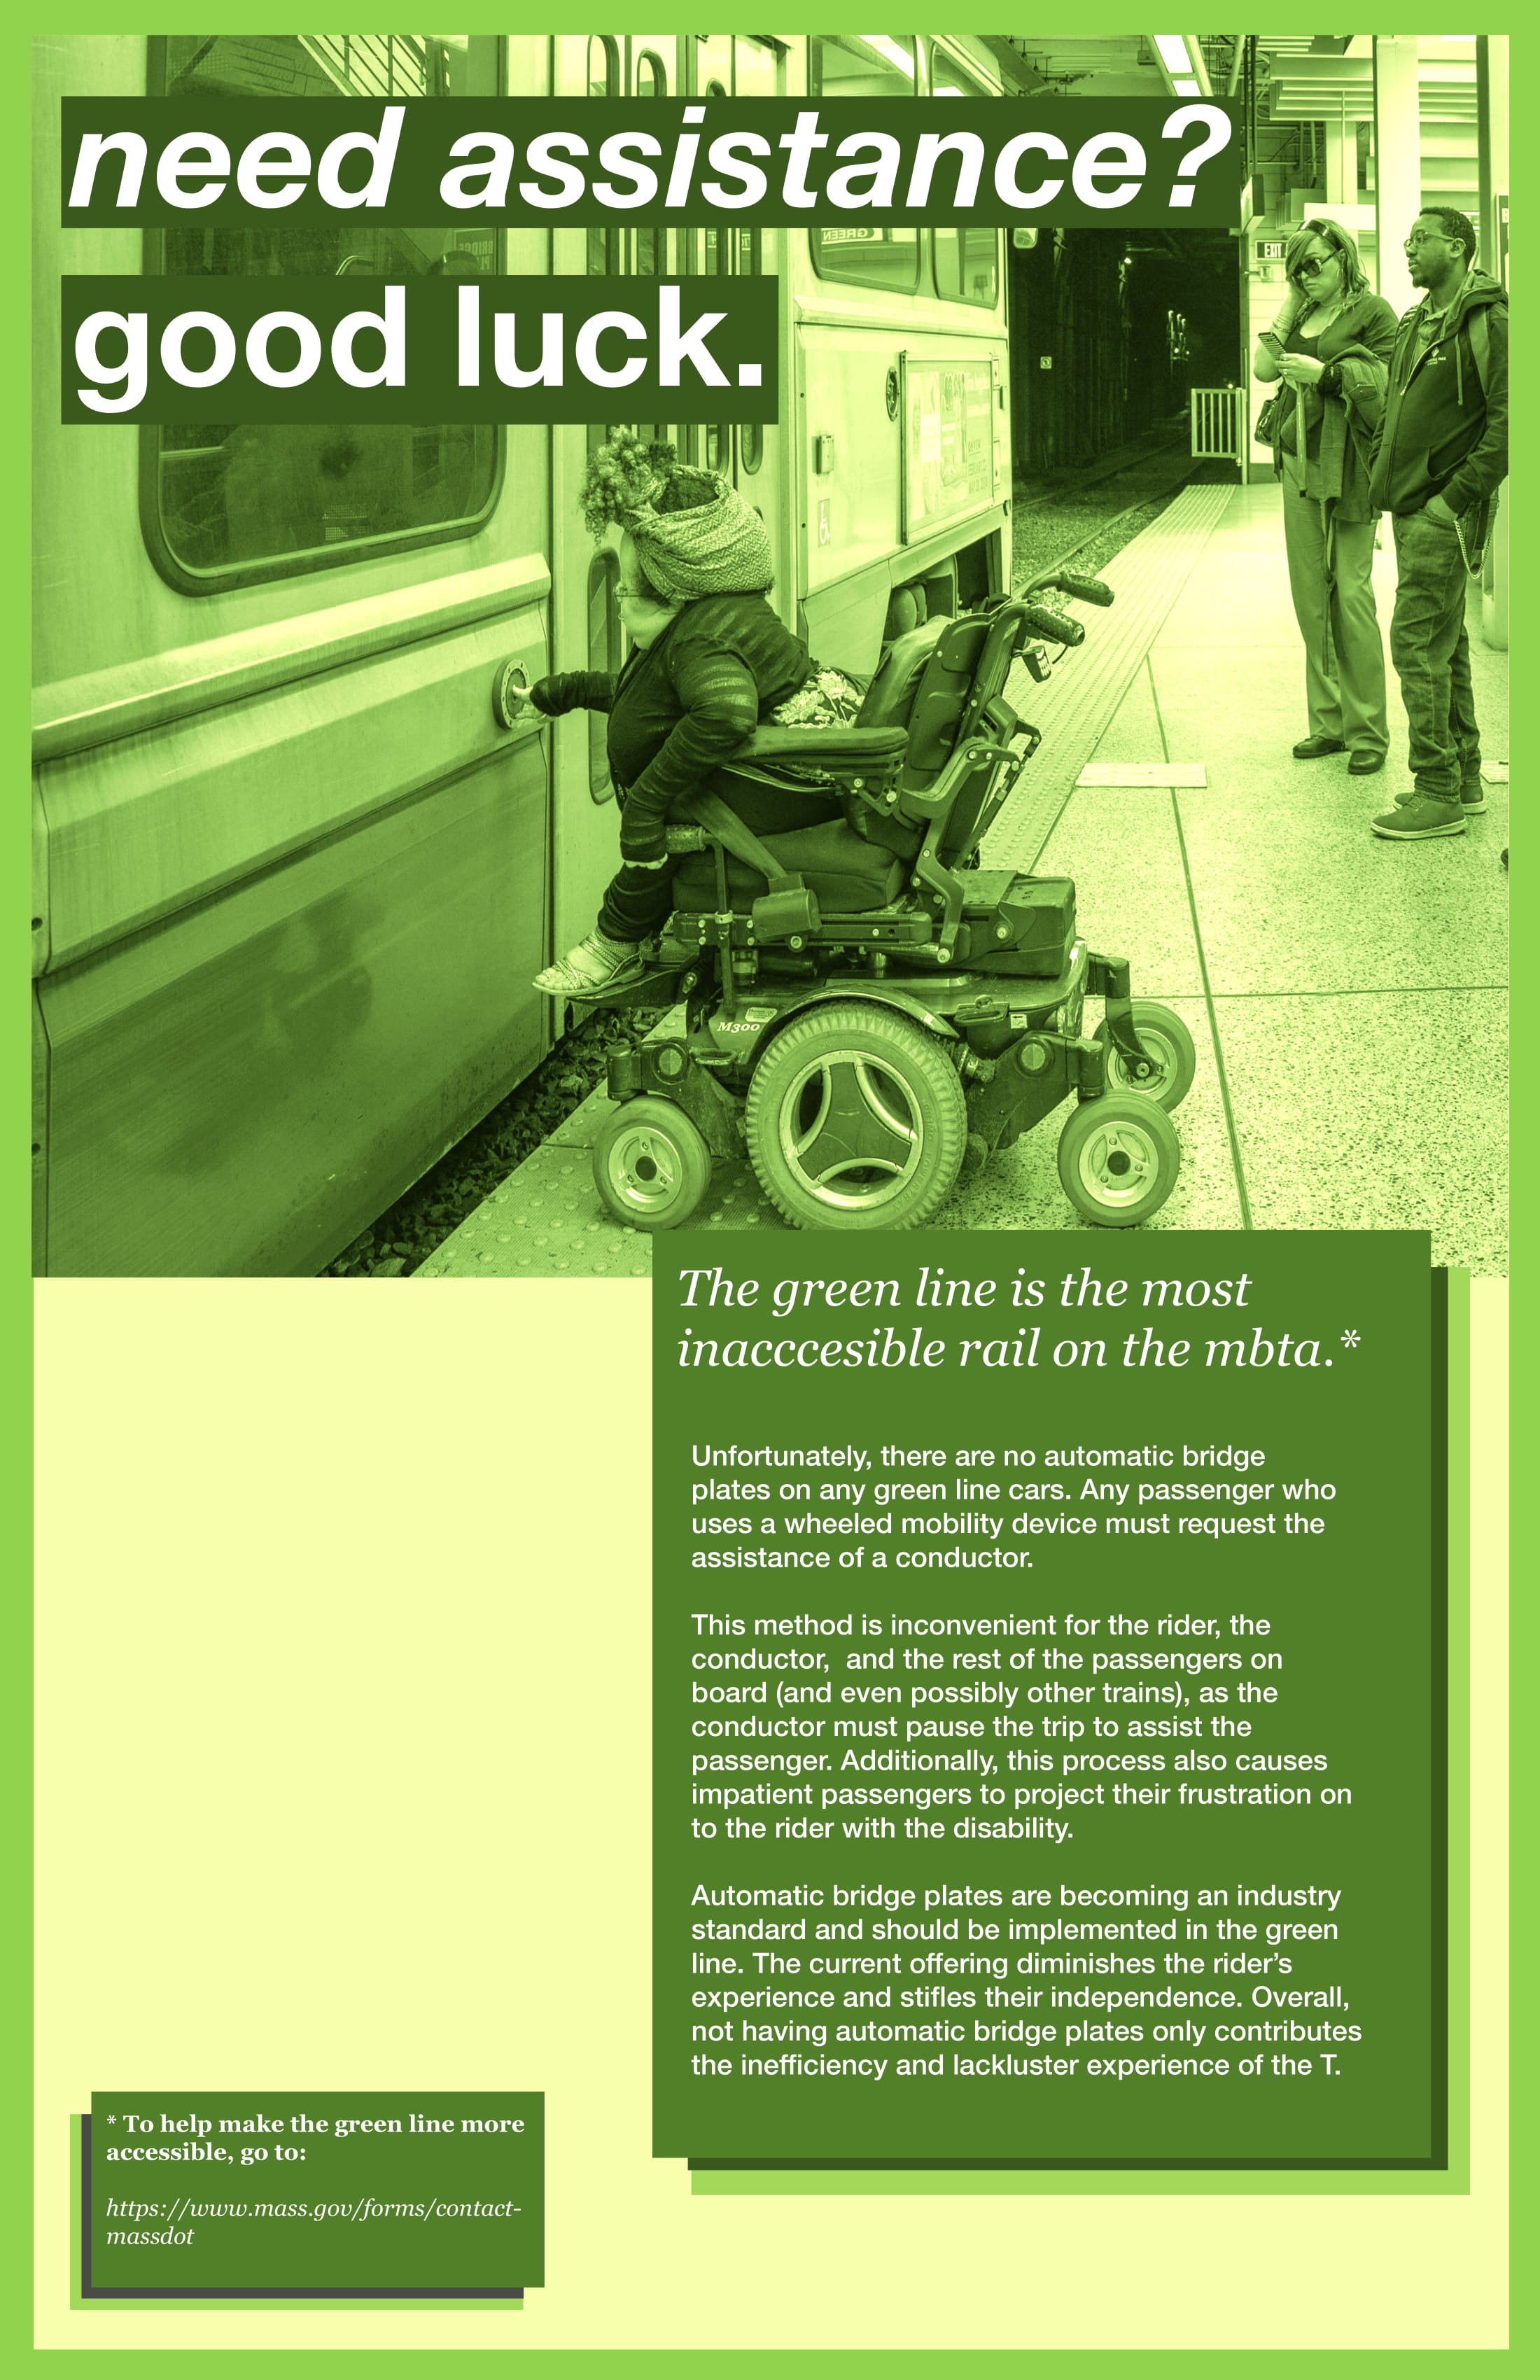 need assistance?
good luck.
EXIT
GREEN
M300
The green line is the most
inacccesible rail on the mbta.*
Unfortunately, there are no automatic bridge
plates on any green line cars. Any passenger who
uses a wheeled mobility device must request the
assistance of a conductor.
This method is inconvenient for the rider, the
conductor,  and the rest of the passengers on
board (and even possibly other trains), as the
conductor must pause the trip to assist the
passenger. Additionally, this process also causes
impatient passengers to project their frustration on
to the rider with the disability.
Automatic bridge plates are becoming an industry
standard and should be implemented in the green
line. The current offering diminishes the rider’s
experience and stifles their independence. Overall,
not having automatic bridge plates only contributes
the inefficiency and lackluster experience of the T.
* To help make the green line more
accessible, go to:
https://www.mass.gov/forms/contact-
massdot